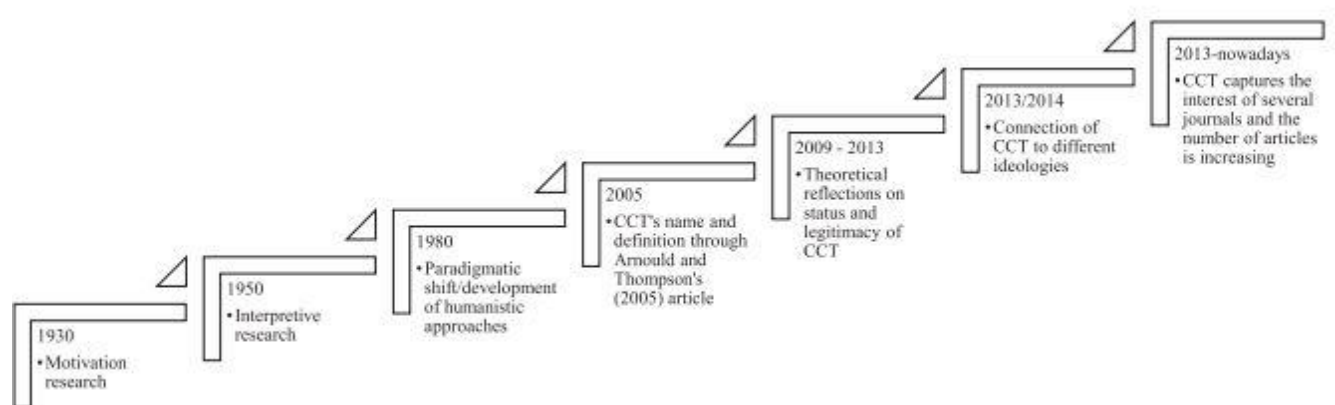 1930
•Motivation
research
1950
•Interpretive
research
1980
•Paradigmatic
shift/development
of humanistic
approaches
2005
•CCT's name and
definition through
Arnould and
Thompson's
(2005) article
2009 - 2013
•Theoretical
reflections on
status and
legitimacy of
CCT
2013/2014
•Connection of
CCT to different
ideologies
2013-nowadays
•CCT captures the
interest of several
journals and the
number of articles
is increasing